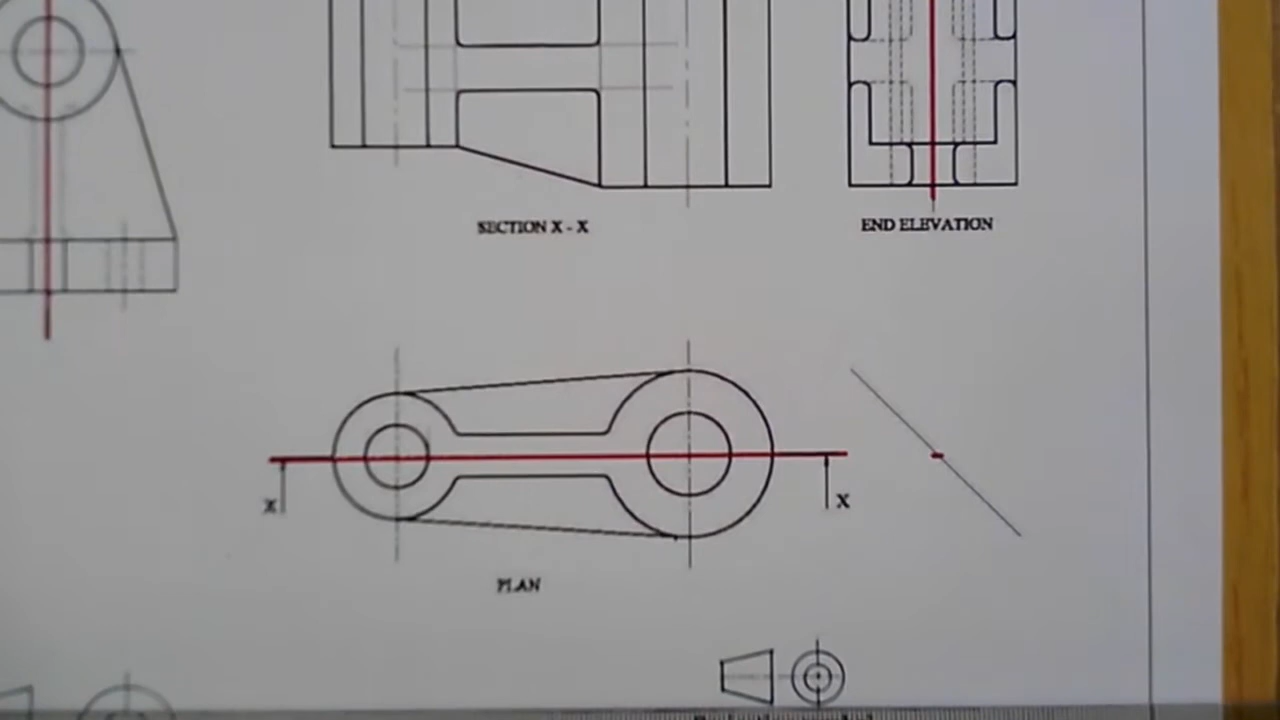 SECTION X - X
END ELEVATION
X
X
PLAN